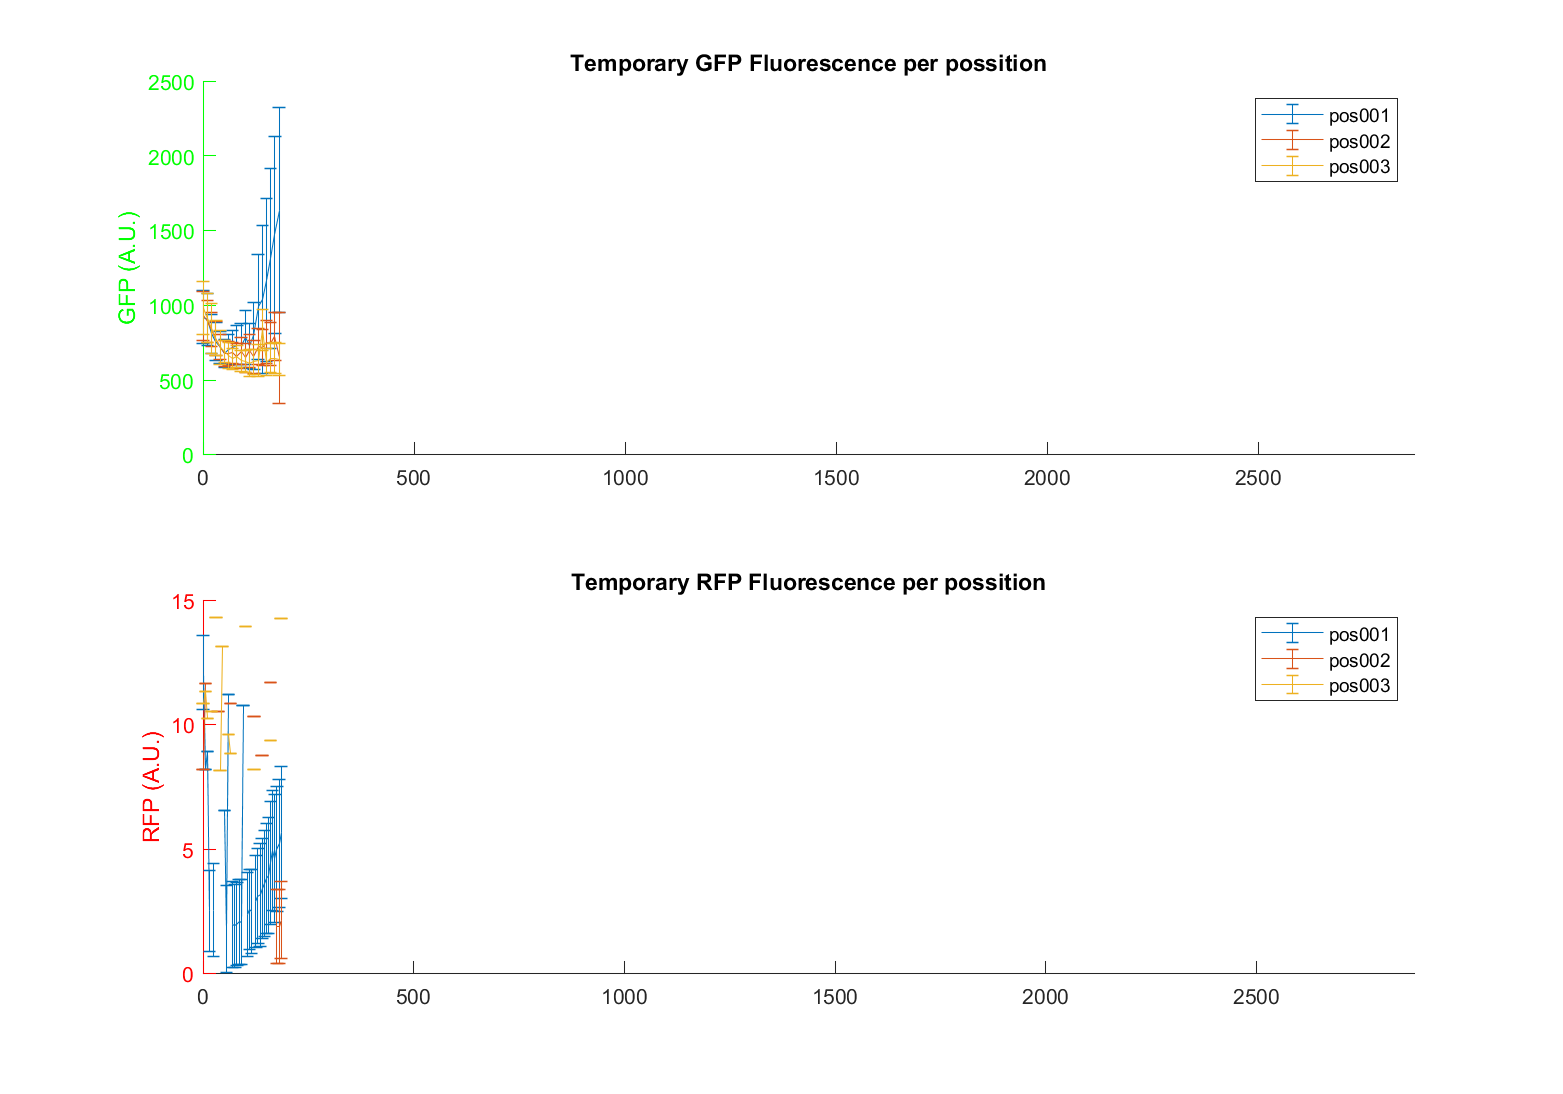 Temporary GFP Fluorescence per possition
2500
2000
1500
1000
500
0
GFP (A.U.)
pos001
pos002
pos003
0 500 1000 1500 2000 2500
Temporary RFP Fluorescence per possition
15
10
5
0
RFP (A.U.)
pos001
pos002
pos003
0 500 1000 1500 2000 2500